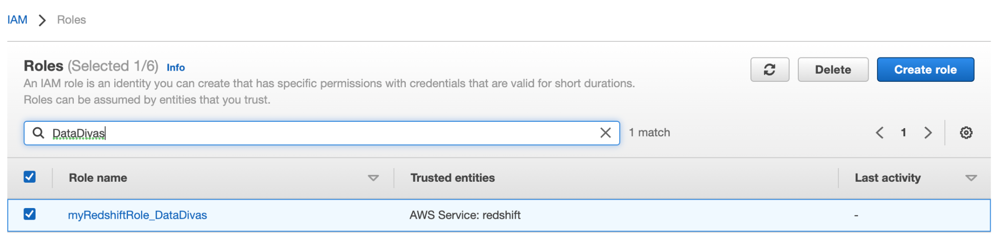 IAM > Roles
Roles (Selected 1/6) Info
Delete
Create role
An IAM role is an identity you can create that has specific permissions with credentials that are valid for short durations.
Roles can be assumed by entities that you trust.
DataDivas
1 match
1
Role name
Trusted entities
Last activity
myRedshiftRole_DataDivas
AWS Service: redshift
-